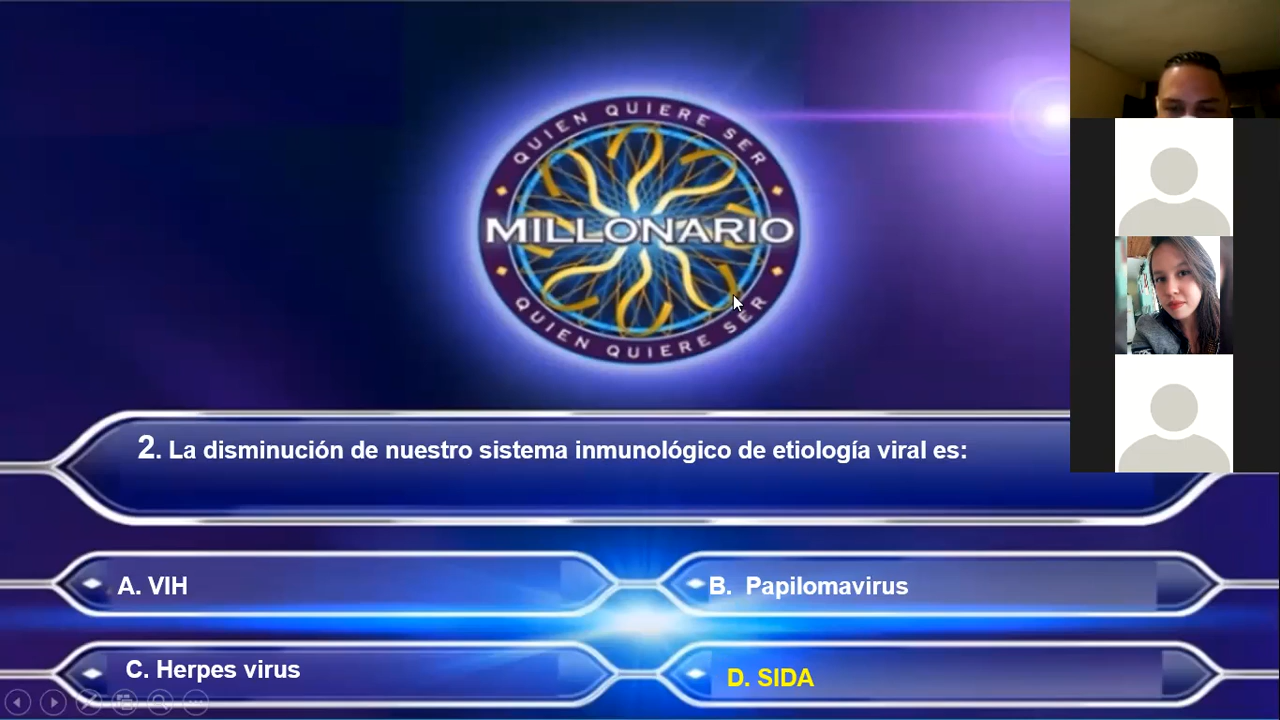 QUIEN QUIERE SER
MILLONARIO
QUIEN QUIERE SER
2. La disminución de nuestro sistema inmunológico de etiología viral es:
A. VIH
B. Papilomavirus
C. Herpes virus
D. SIDA